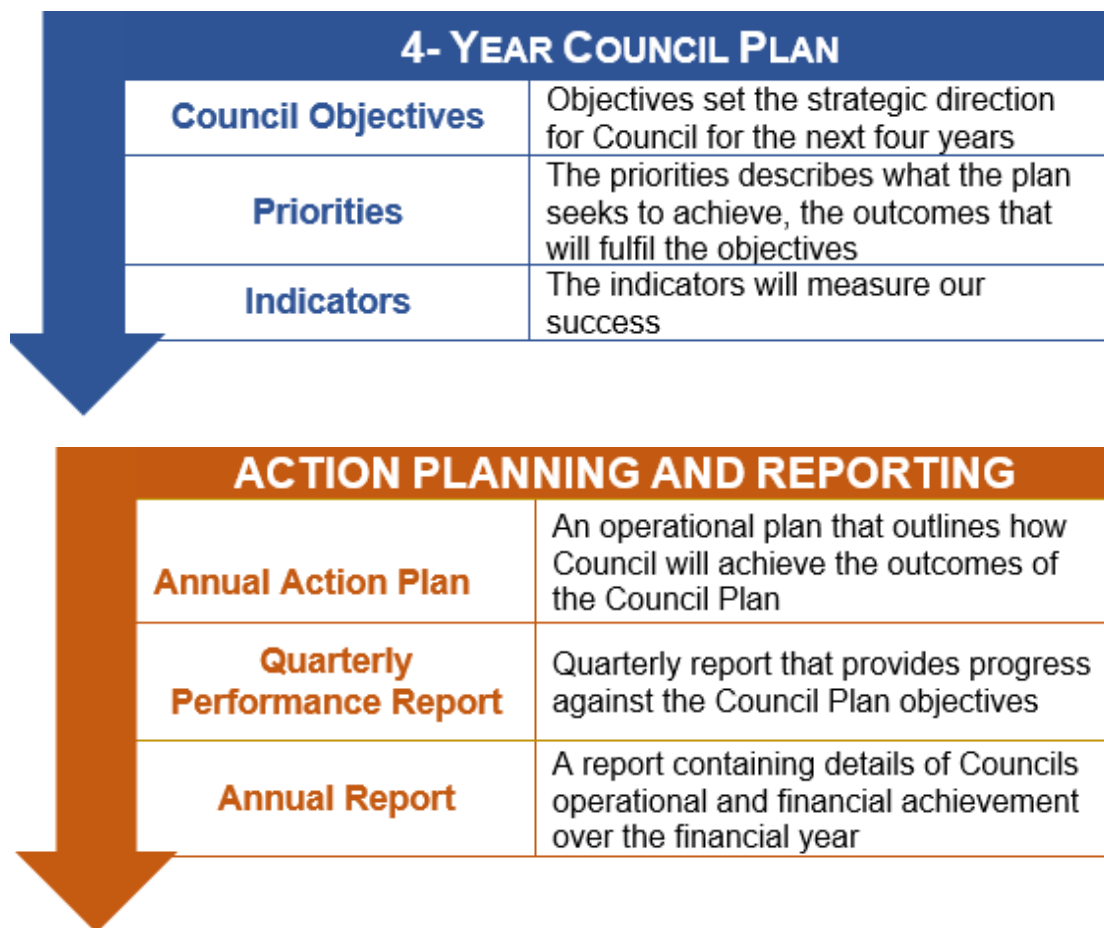 4- YEAR COUNCIL PLAN
Council Objectives
Objectives set the strategic direction
for Council for the next four years
Priorities
The priorities describes what the plan
seeks to achieve, the outcomes that
will fulfil the objectives
Indicators
The indicators will measure our
success
ACTION PLANNING AND REPORTING
Annual Action Plan
An operational plan that outlines how
Council will achieve the outcomes of
the Council Plan
Quarterly
Performance Report
Quarterly report that provides progress
against the Council Plan objectives
Annual Report
A report containing details of Councils
operational and financial achievement
over the financial year